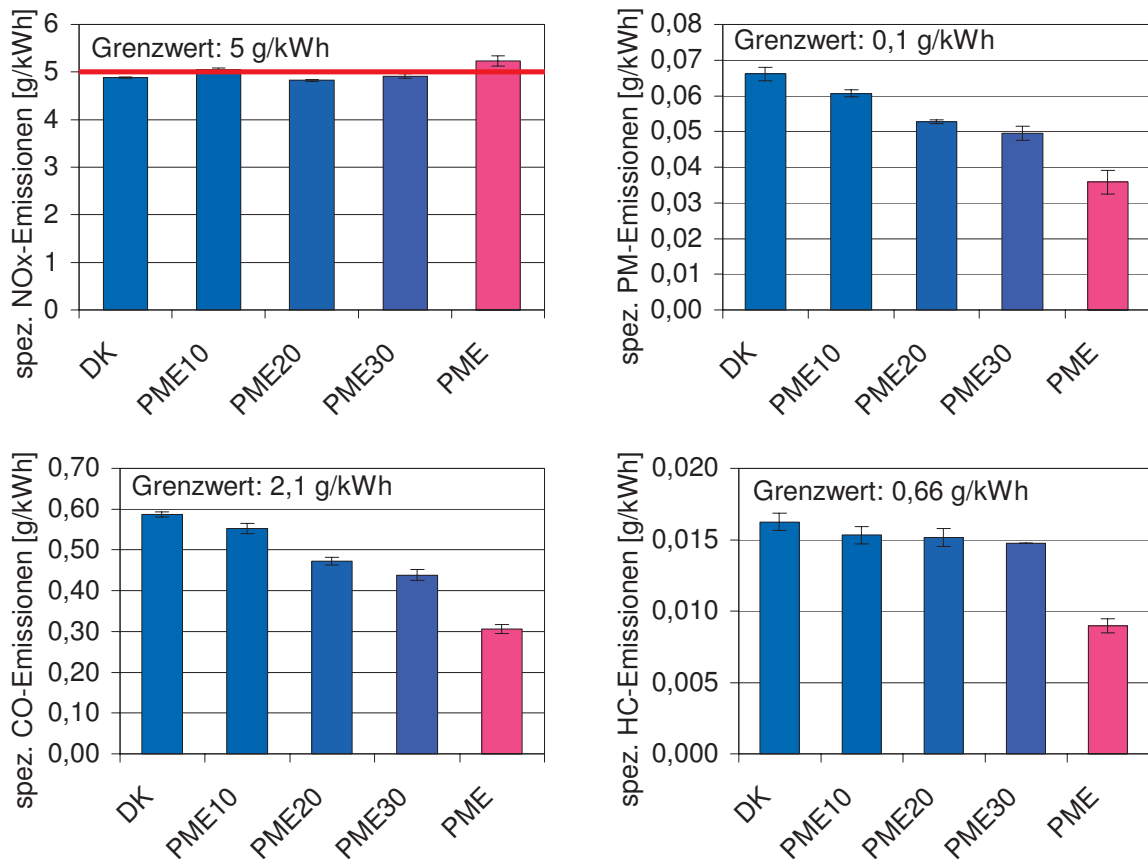 spez. NOx-Emissionen [g/kWh]
6
5
4
3
2
1
0
Grenzwert: 5 g/kWh
DK
PME10
PME20
PME30
PME
spez. PM-Emissionen [g/kWh]
0,08
0,07
0,06
0,05
0,04
0,03
0,02
0,01
0,00
Grenzwert: 0,1 g/kWh
DK
PME10
PME20
PME30
PME
spez. CO-Emissionen [g/kWh]
0,70
0,60
0,50
0,40
0,30
0,20
0,10
0,00
Grenzwert: 2,1 g/kWh
DK
PME10
PME20
PME30
PME
spez. HC-Emissionen [g/kWh]
0,020
0,015
0,010
0,005
0,000
Grenzwert: 0,66 g/kWh
DK
PME10
PME20
PME30
PME